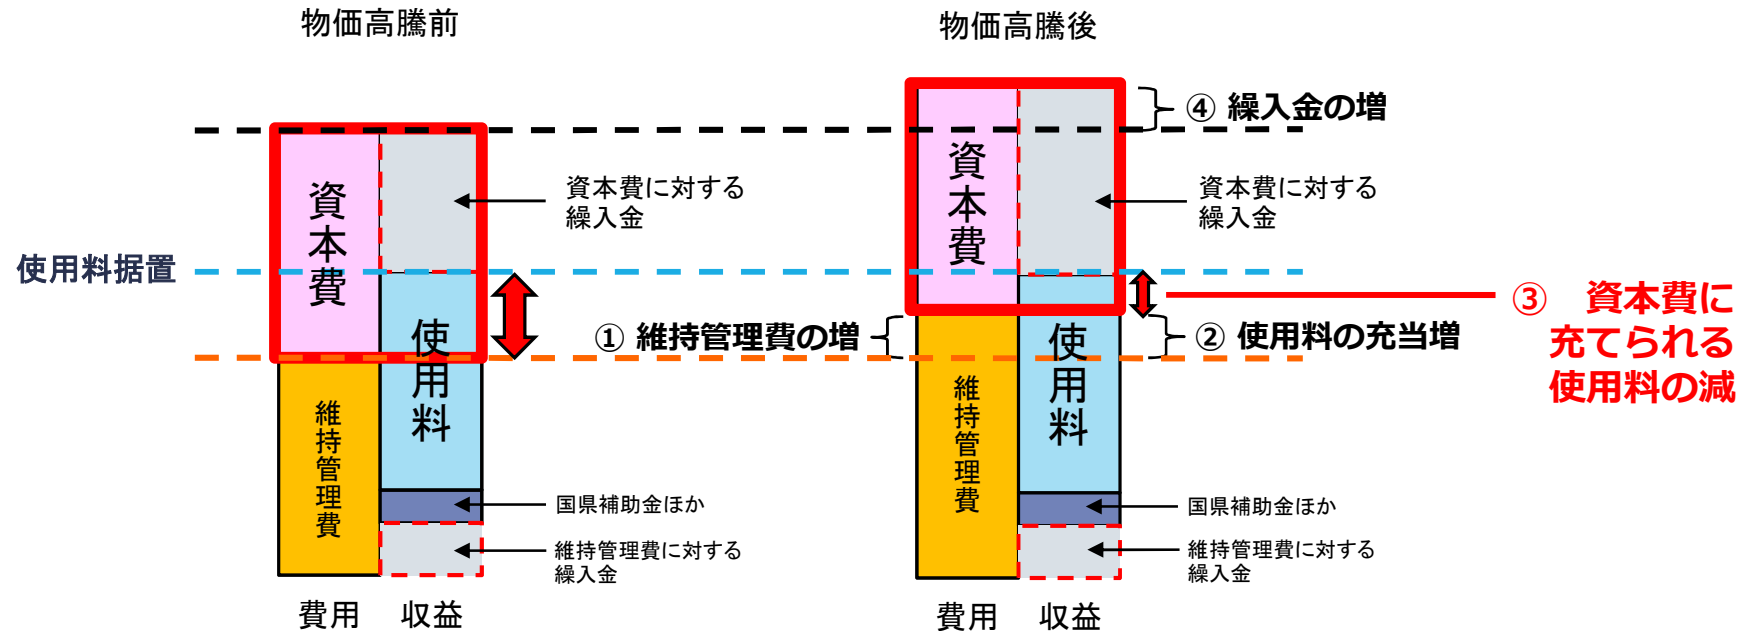 物価高騰前
物価高騰後
④ 繰入金の増
資本費
資本費に対する
繰入金
資本費
資本費に対する
繰入金
使用料据置
① 維持管理費の増
② 使用料の充当増
③ 資本費に
充てられる
使用料の減
使用料
使用料
維持管理費
維持管理費
国県補助金ほか
国県補助金ほか
維持管理費に対する
繰入金
維持管理費に対する
繰入金
費用 収益
費用 収益